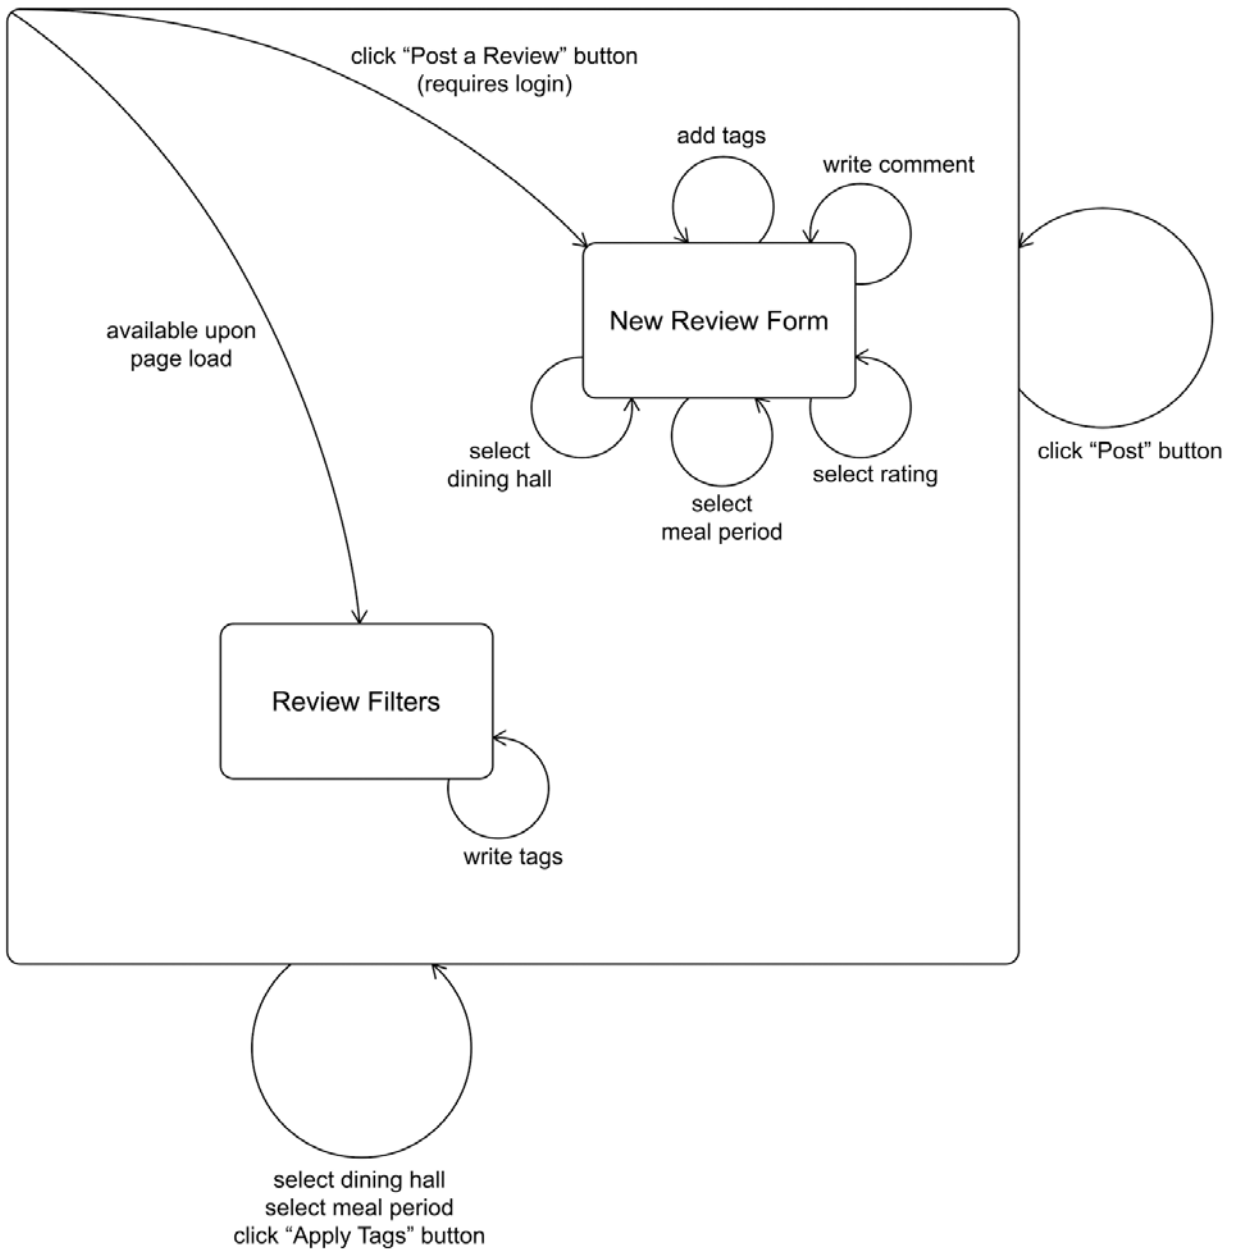 click “Post a Review” button
(requires login)
add tags
write comment
available upon
page load
New Review Form
select
dining hall
select
meal period
select rating
click “Post” button
Review Filters
write tags
select dining hall
select meal period
click “Apply Tags” button